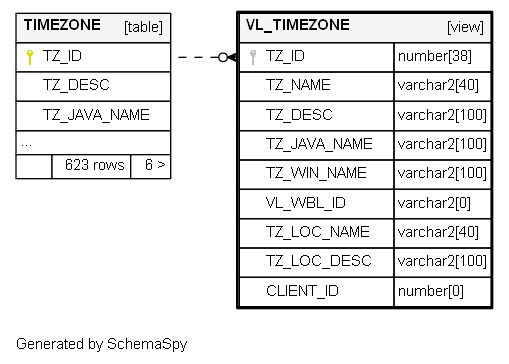 TIMEZONE [table]
TZ_ID
TZ_DESC
TZ_JAVA_NAME
...
623 rows 6 >
VL_TIMEZONE [view]
TZ_ID number[38]
TZ_NAME varchar2[40]
TZ_DESC varchar2[100]
TZ_JAVA_NAME varchar2[100]
TZ_WIN_NAME varchar2[100]
VL_WBL_ID varchar2[0]
TZ_LOC_NAME varchar2[40]
TZ_LOC_DESC varchar2[100]
CLIENT_ID number[0]
Generated by SchemaSpy